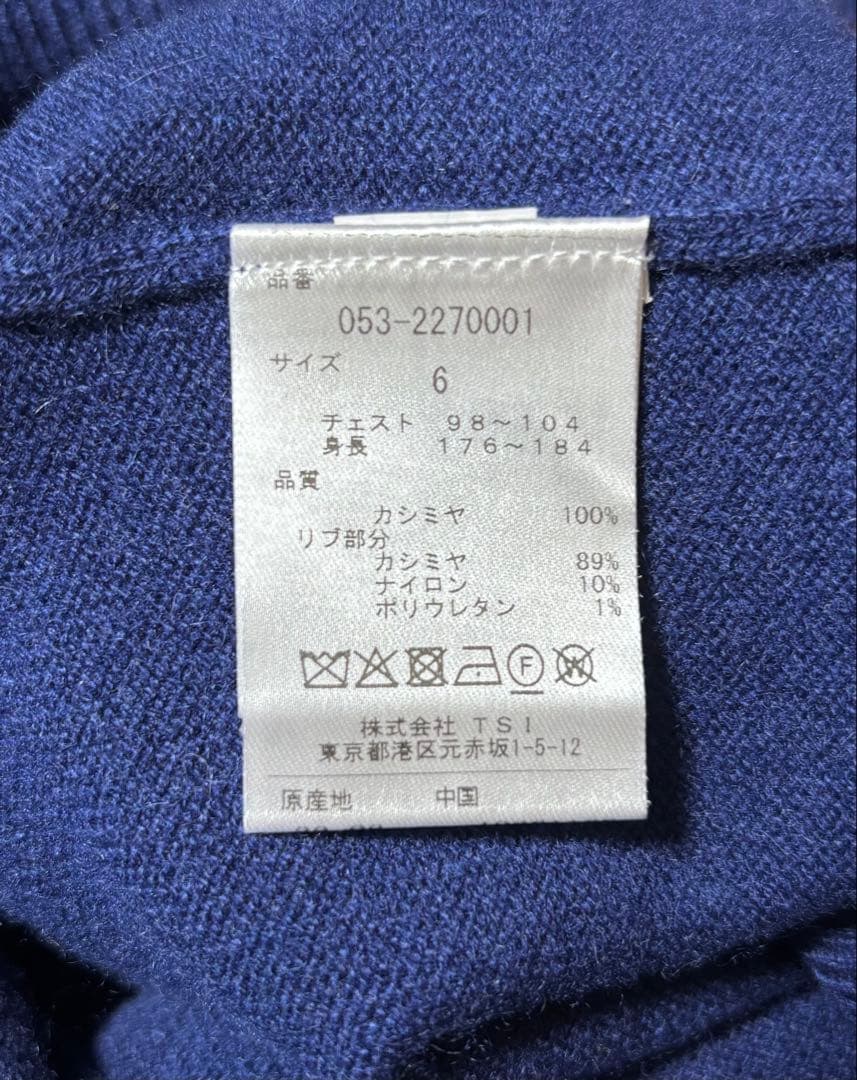 品番
053-2270001
サイズ
6
チェスト 98～104
身長 176～184
品質
カシミヤ 100%
リブ部分
カシミヤ 89%
ナイロン 10%
ポリウレタン 1%
F W
株式会社 TSI
東京都港区元赤坂1-5-12
原産地 中国